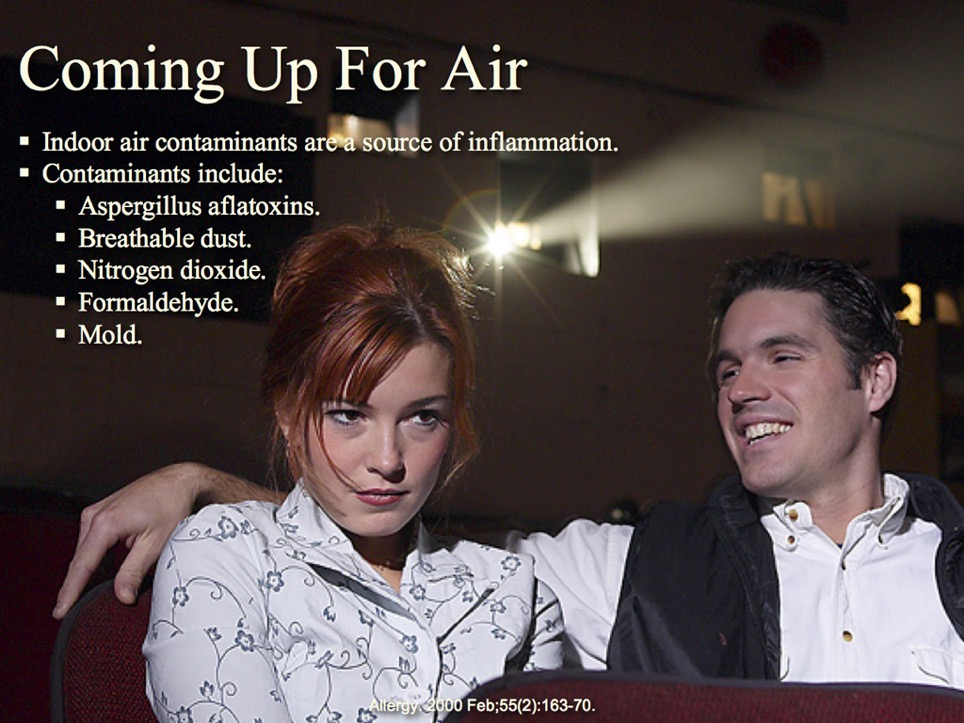 Coming Up For Air
▪ Indoor air contaminants are a source of inflammation.
▪ Contaminants include:
▪ Aspergillus aflatoxins.
▪ Breathable dust.
▪ Nitrogen dioxide.
▪ Formaldehyde.
▪ Mold.
Allergy. 2000 Feb;55(2):163-70.